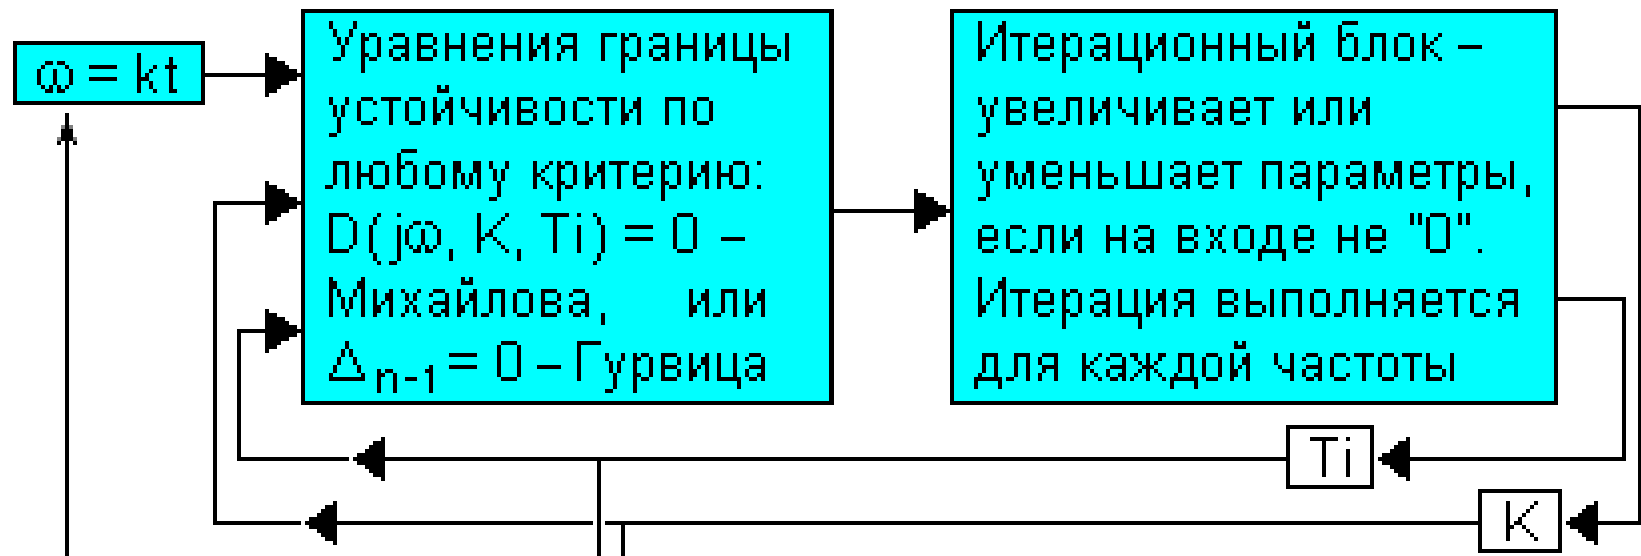 ω = kt
Уравнения границы
устойчивости по
любому критерию:
D(jω, K, Ti) = 0 –
Михайлова, или
Δn-1 = 0 – Гурвица
Итерационный блок –
увеличивает или
уменьшает параметры,
если на входе не "0".
Итерация выполняется
для каждой частоты
Ti
K